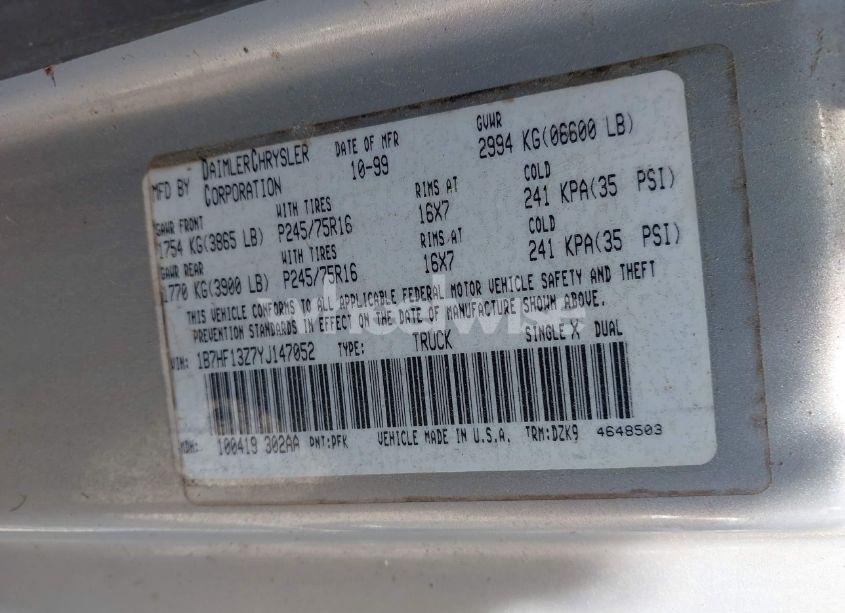 MFD BY DAIMLERCHRYSLER CORPORATION DATE OF MFR 10-99 GVWR 2994 KG(06600 LB)
GAWR FRONT WITH TIRES RIMS AT COLD
1754 KG(3865 LB) P245/75R16 16X7 241 KPA(35 PSI)
GAWR REAR WITH TIRES RIMS AT COLD
1770 KG(3900 LB) P245/75R16 16X7 241 KPA(35 PSI)
THIS VEHICLE CONFORMS TO ALL APPLICABLE FEDERAL MOTOR VEHICLE SAFETY AND THEFT
PREVENTION STANDARDS IN EFFECT ON THE DATE OF MANUFACTURE SHOWN ABOVE.
VIN: 1B7HF13Z7YJ147052 TYPE: TRUCK SINGLE X DUAL
MDH: 100419 302AA PNT:PFK VEHICLE MADE IN U.S.A. TRM:DZK9 4648503